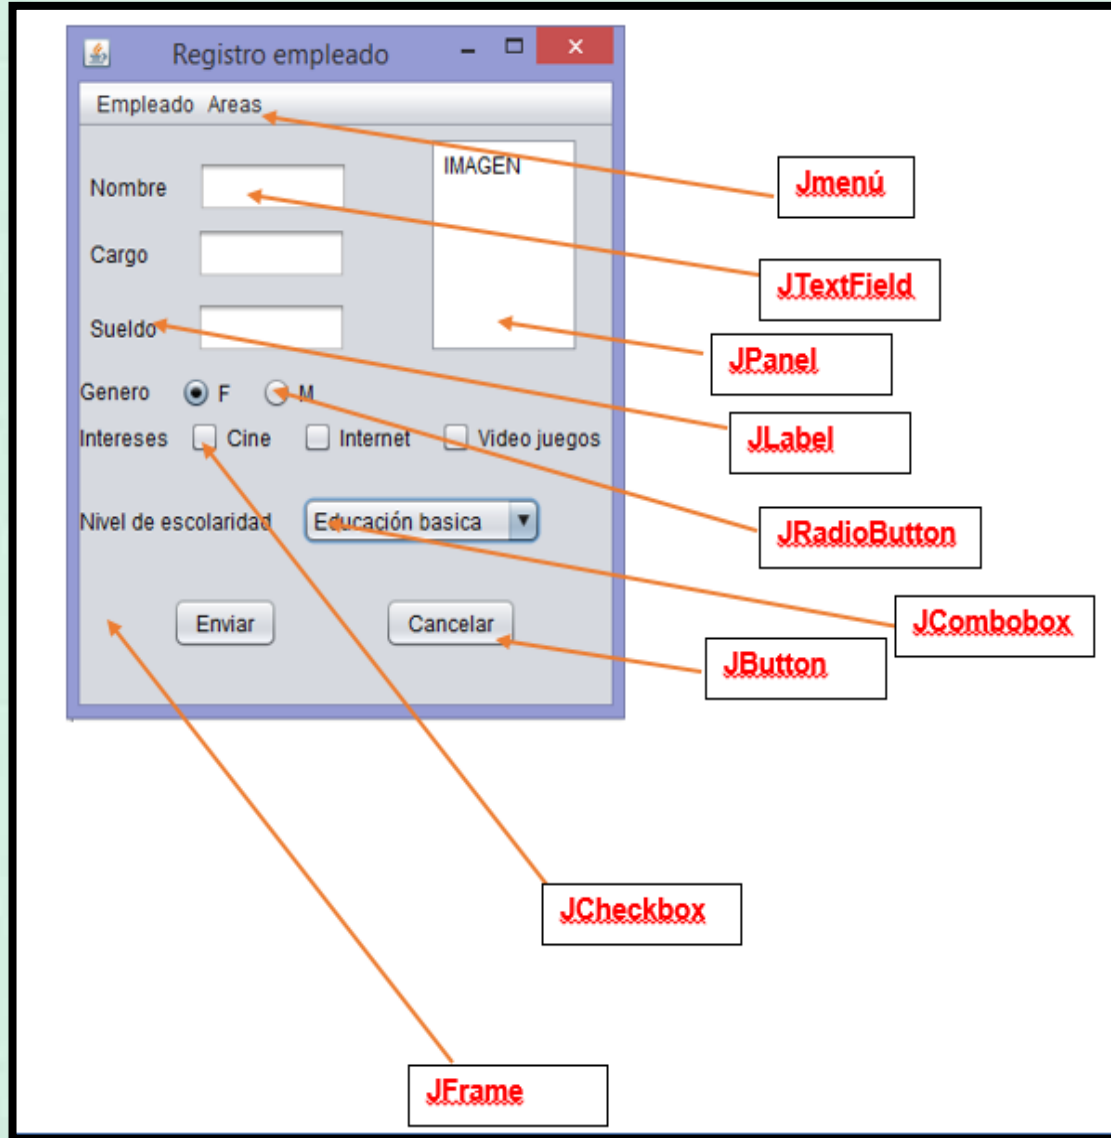 Registro empleado
Empleado Areas
IMAGEN
Nombre
Cargo
Sueldo
Genero F M
Intereses Cine Internet Video juegos
Nivel de escolaridad Educación basica
Enviar Cancelar
Jmenú
JTextField
JPanel
JLabel
JRadioButton
JCombobox
JButton
JCheckbox
JFrame